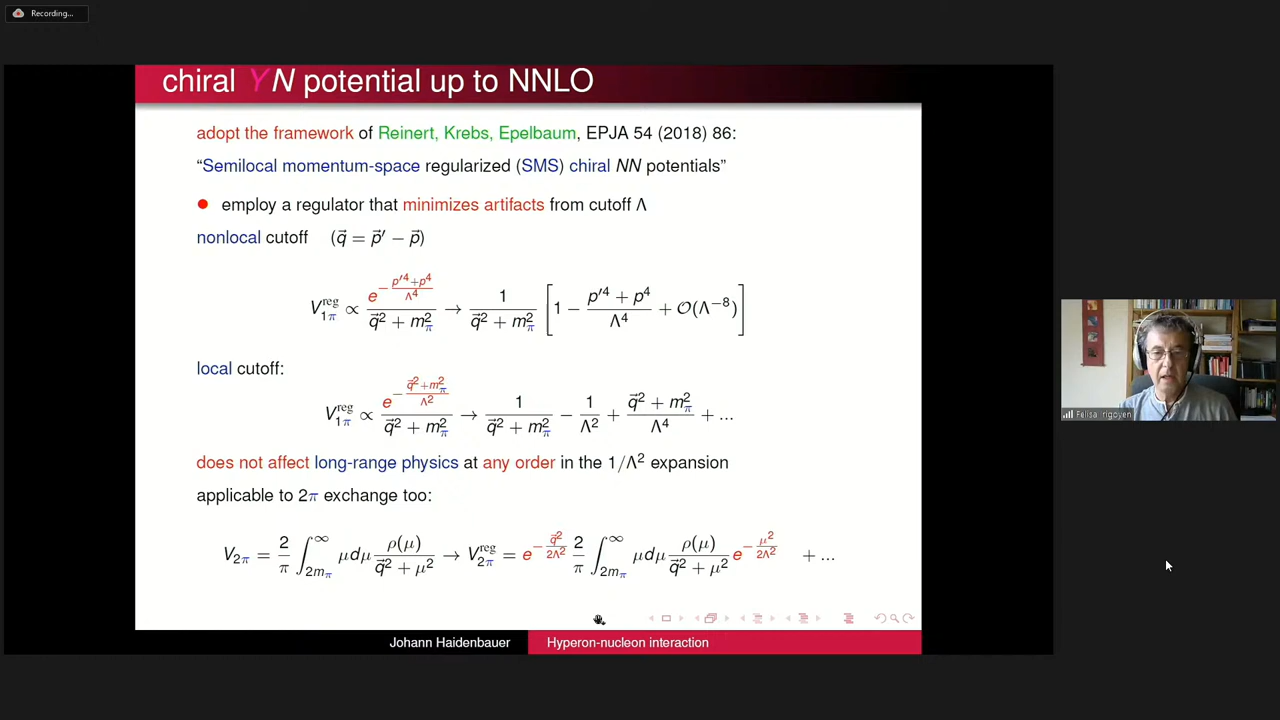 Recording...
chiral YN potential up to NNLO
adopt the framework of Reinert, Krebs, Epelbaum, EPJA 54 (2018) 86:
“Semilocal momentum-space regularized (SMS) chiral NN potentials”
employ a regulator that minimizes artifacts from cutoff Λ
nonlocal cutoff (q⃗ = p⃗′ − p⃗)
V_{1π}^{reg} ∝ e^{−(p′⁴+p⁴)/Λ⁴} / (q⃗² + m_π²) → 1/(q⃗² + m_π²) [1 − (p′⁴ + p⁴)/Λ⁴ + O(Λ⁻⁸)]
local cutoff:
V_{1π}^{reg} ∝ e^{−(q⃗²+m_π²)/Λ²} / (q⃗² + m_π²) → 1/(q⃗² + m_π²) − 1/Λ² + (q⃗² + m_π²)/Λ⁴ + ...
does not affect long-range physics at any order in the 1/Λ² expansion
applicable to 2π exchange too:
V_{2π} = 2/π ∫_{2m_π}^{∞} μdμ ρ(μ)/(q⃗² + μ²) → V_{2π}^{reg} = e^{−q⃗²/2Λ²} 2/π ∫_{2m_π}^{∞} μdμ ρ(μ)/(q⃗² + μ²) e^{−μ²/2Λ²} + ...
Johann Haidenbauer Hyperon-nucleon interaction